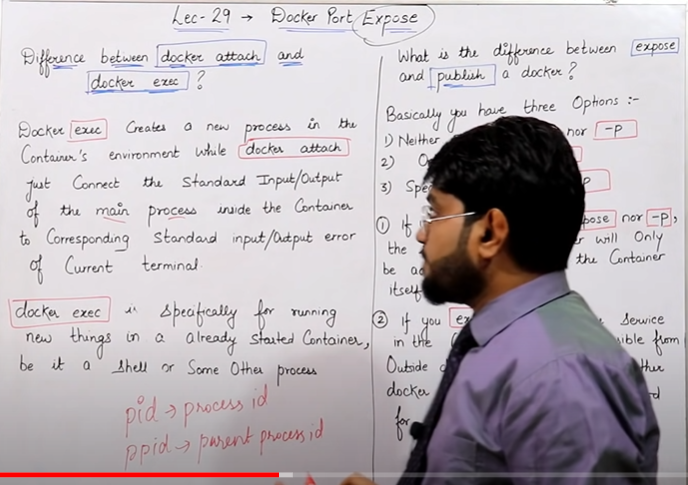 Lec-29 → Docker Port Expose
Difference between docker attach and
docker exec ?
Docker exec Creates a new process in the
Container's environment while docker attach
just Connect the Standard Input/Output
of the main process inside the Container
to Corresponding Standard input/Output error
of Current terminal.
docker exec is Specifically for running
new things in a already started Container,
be it a shell or Some Other process
pid → process id
ppid → parent process id
What is the difference between expose
and publish a docker?
Basically you have three Options :-
1) Neither nor -p
2)
3)
① If nor -p,
the will Only
be the Container
itself
② If you Service
in the from
Outside
docker
for